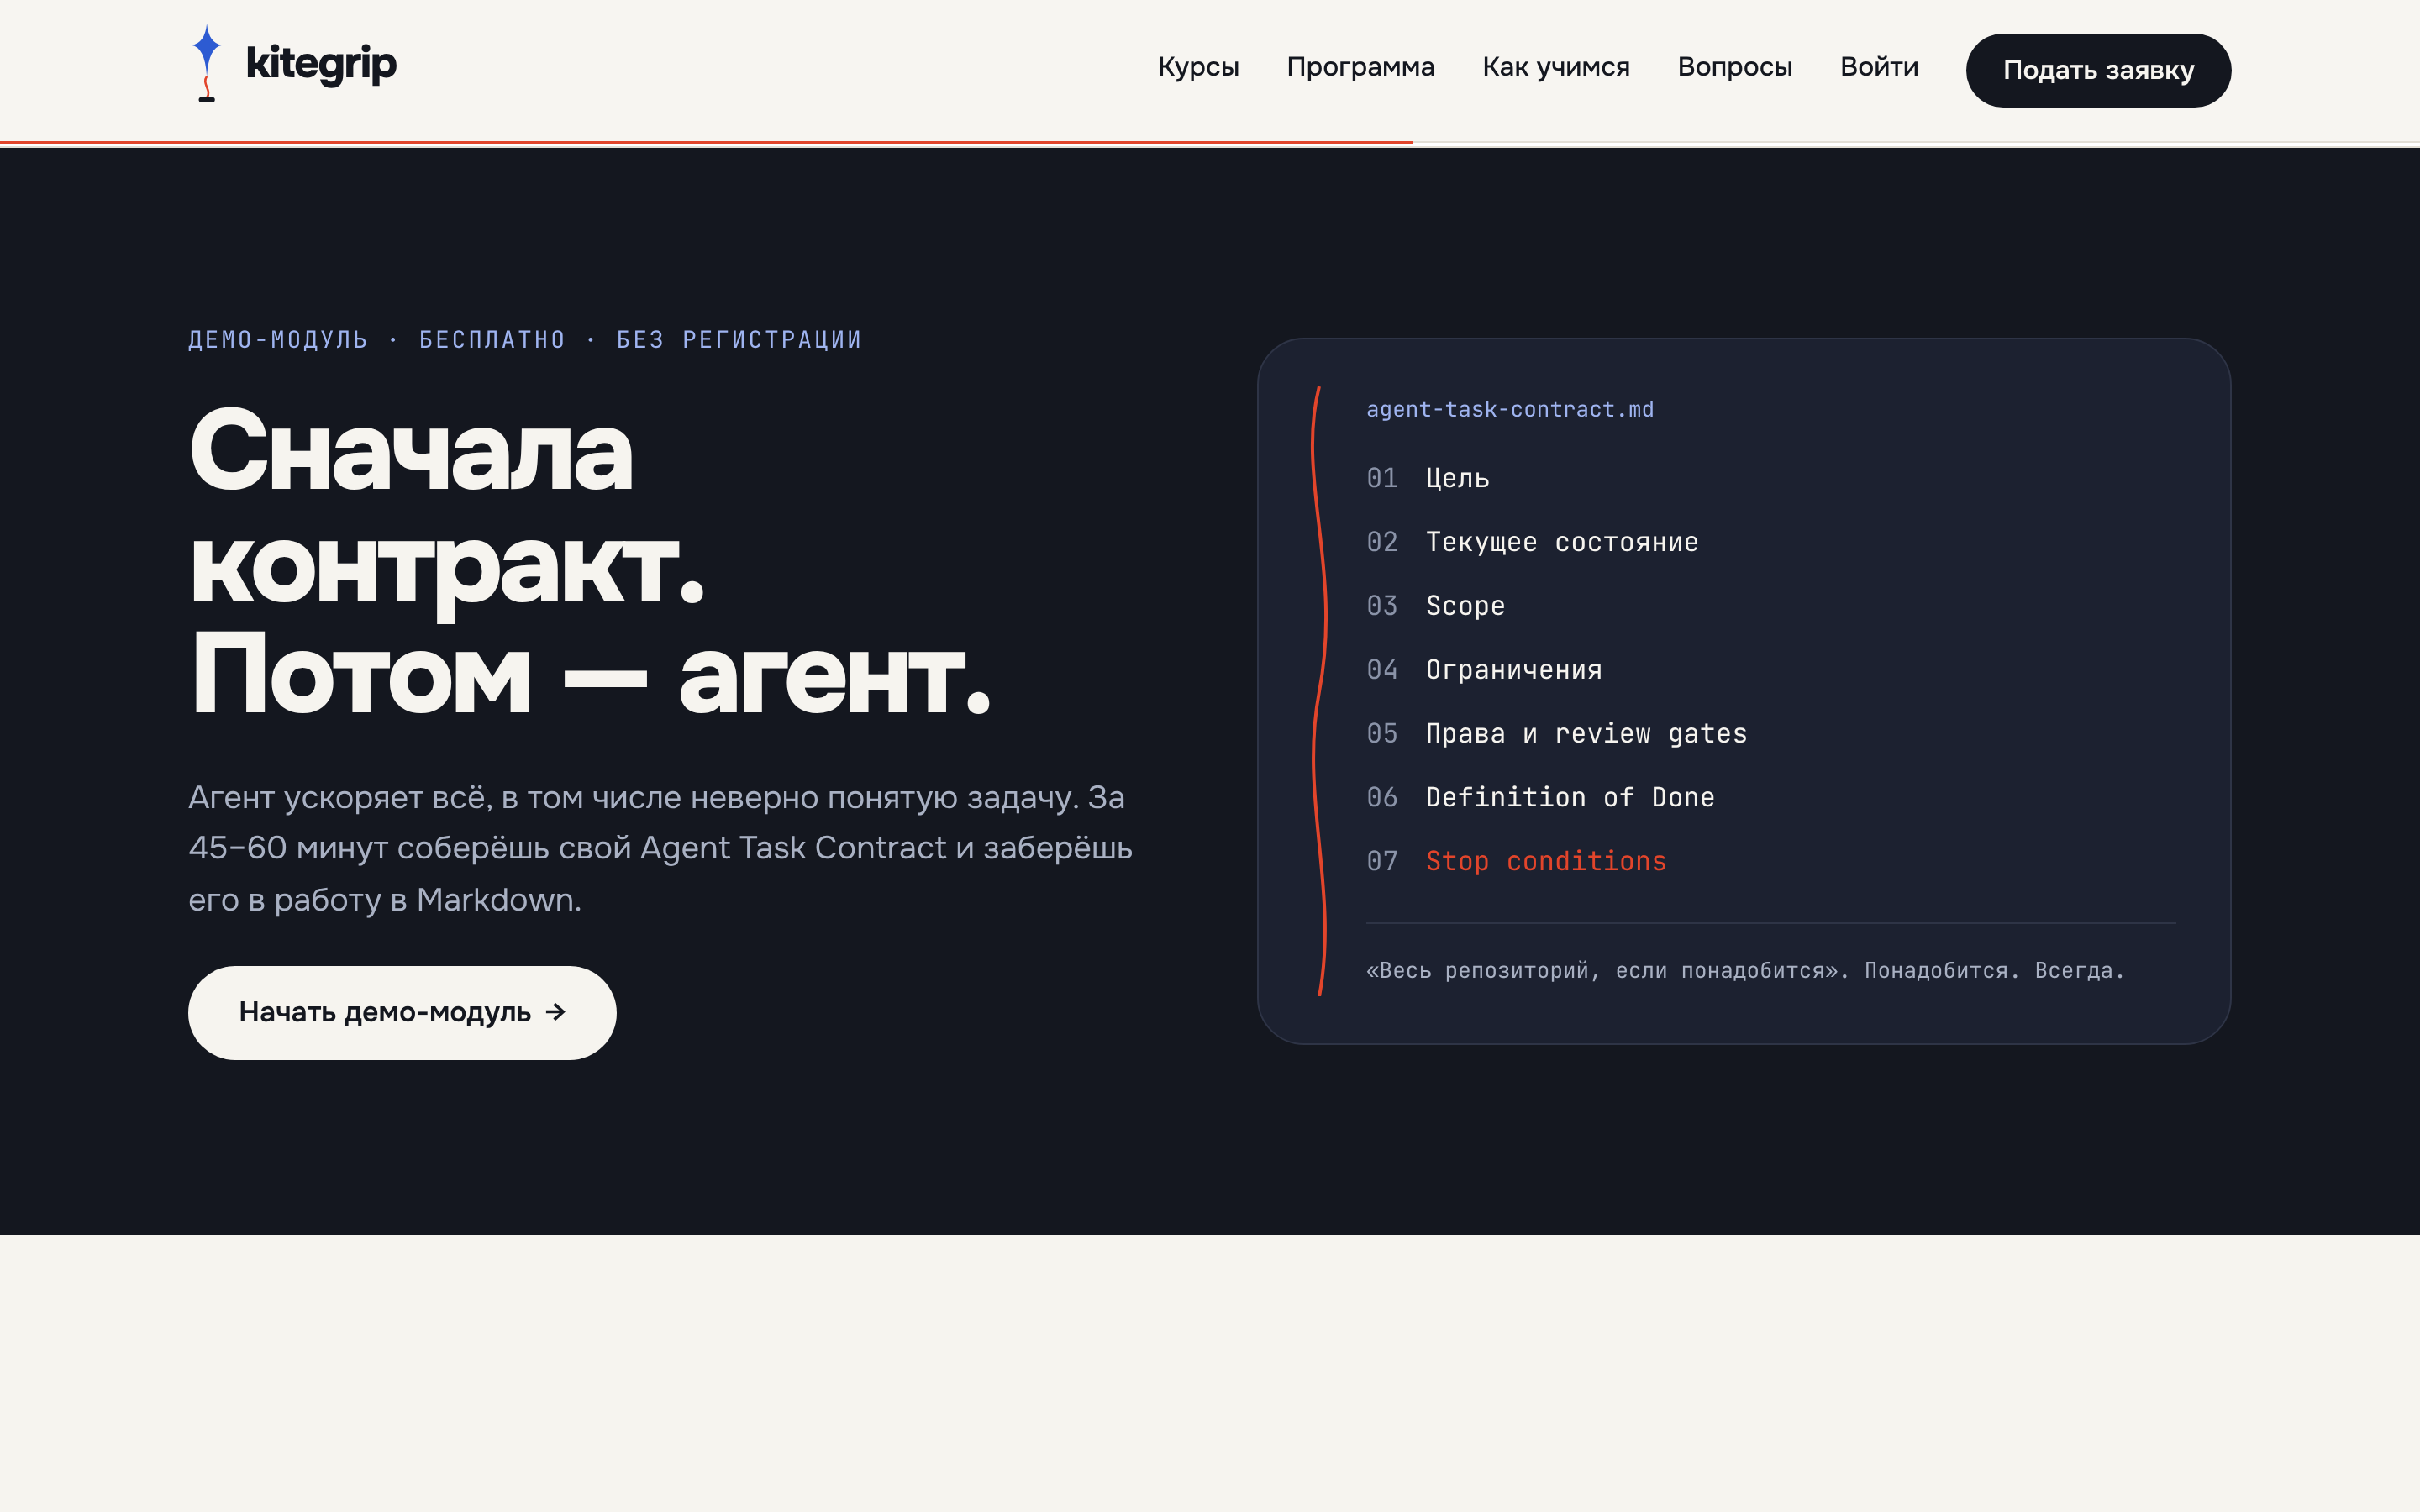 kitegrip
Курсы
Программа
Как учимся
Вопросы
Войти
Подать заявку
ДЕМО-МОДУЛЬ · БЕСПЛАТНО · БЕЗ РЕГИСТРАЦИИ
Сначала
контракт.
Потом — агент.
Агент ускоряет всё, в том числе неверно понятую задачу. За
45–60 минут соберёшь свой Agent Task Contract и заберёшь
его в работу в Markdown.
Начать демо-модуль →
agent-task-contract.md
01 Цель
02 Текущее состояние
03 Scope
04 Ограничения
05 Права и review gates
06 Definition of Done
07 Stop conditions
«Весь репозиторий, если понадобится». Понадобится. Всегда.